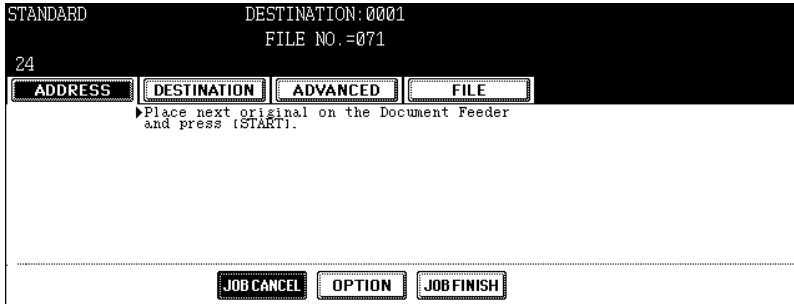 STANDARD DESTINATION:0001
FILE NO.=071
24
ADDRESS DESTINATION ADVANCED FILE
▶Place next original on the Document Feeder
and press [START].
JOB CANCEL OPTION JOB FINISH